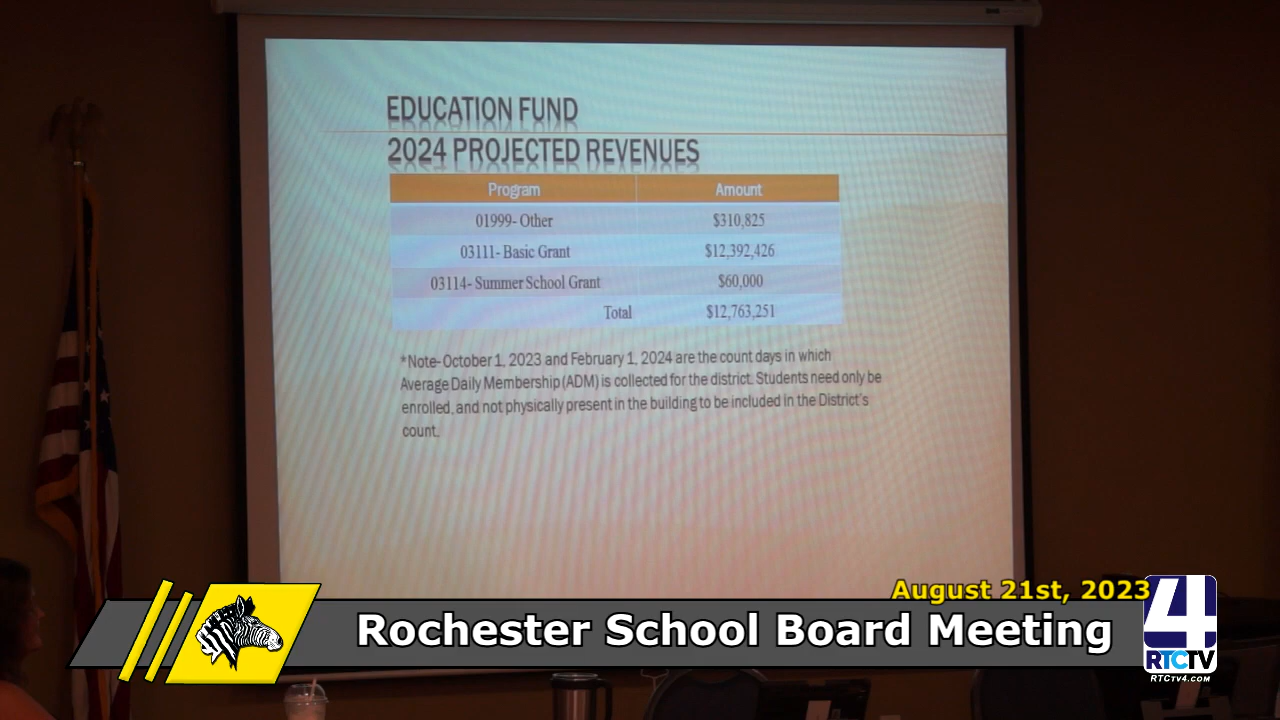 EDUCATION FUND
2024 PROJECTED REVENUES
Program Amount
01999- Other $310,825
03111- Basic Grant $12,392,426
03114- Summer School Grant $60,000
Total $12,763,251
*Note- October 1, 2023 and February 1, 2024 are the count days in which
Average Daily Membership (ADM) is collected for the district. Students need only be
enrolled, and not physically present in the building to be included in the District's
count.
August 21st, 2023
Rochester School Board Meeting
4
RTCTV
RTCTV4.COM